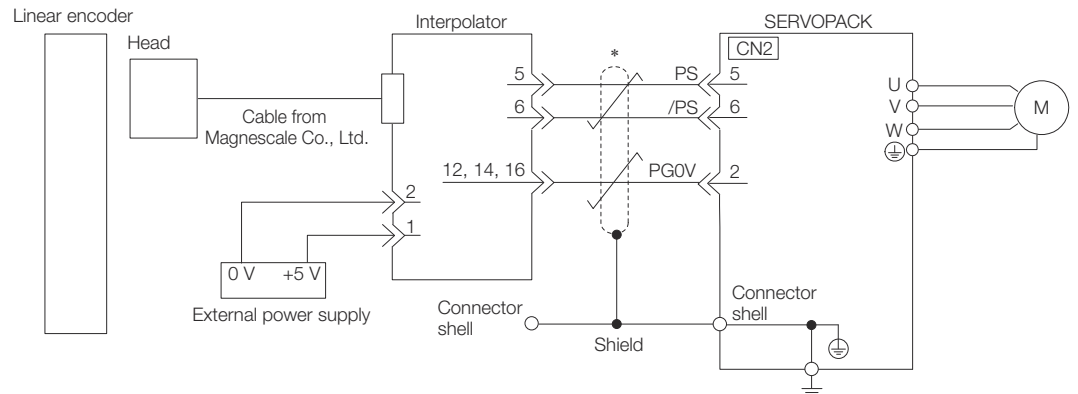 Linear encoder
Head
Interpolator
SERVOPACK
CN2
*
5 PS 5
6 /PS 6
Cable from
Magnescale Co., Ltd.
12, 14, 16 PG0V 2
U
V
W
M
2
1
0 V +5 V
External power supply
Connector
shell
Shield
Connector
shell